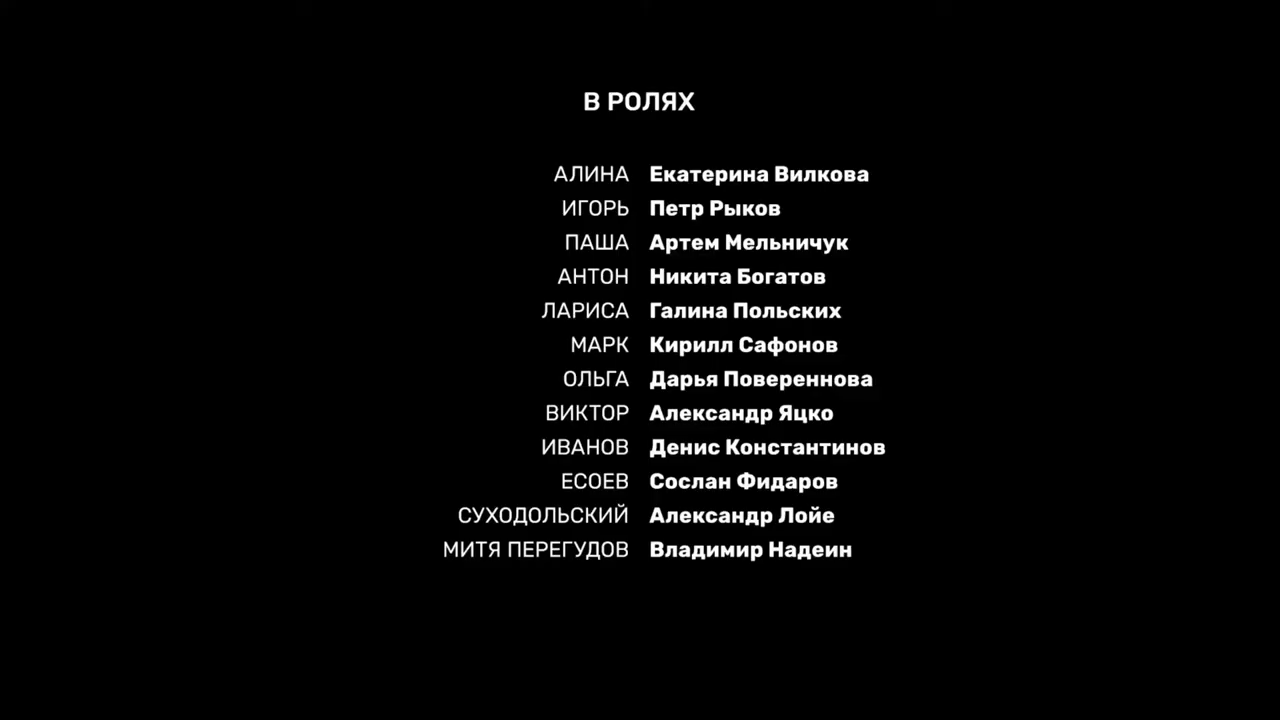 В РОЛЯХ
АЛИНА Екатерина Вилкова
ИГОРЬ Петр Рыков
ПАША Артем Мельничук
АНТОН Никита Богатов
ЛАРИСА Галина Польских
МАРК Кирилл Сафонов
ОЛЬГА Дарья Повереннова
ВИКТОР Александр Яцко
ИВАНОВ Денис Константинов
ЕСОЕВ Сослан Фидаров
СУХОДОЛЬСКИЙ Александр Лойе
МИТЯ ПЕРЕГУДОВ Владимир Надеин